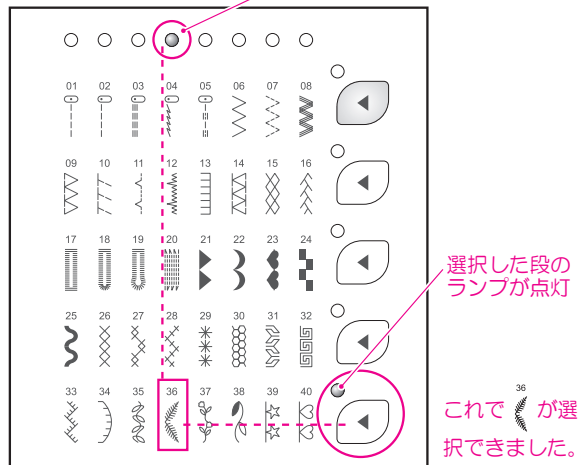 01 02 03 04 05 06 07 08
09 10 11 12 13 14 15 16
17 18 19 20 21 22 23 24
選択した段の
ランプが点灯
25 26 27 28 29 30 31 32
33 34 35 36 37 38 39 40
36
これで が選
択できました。